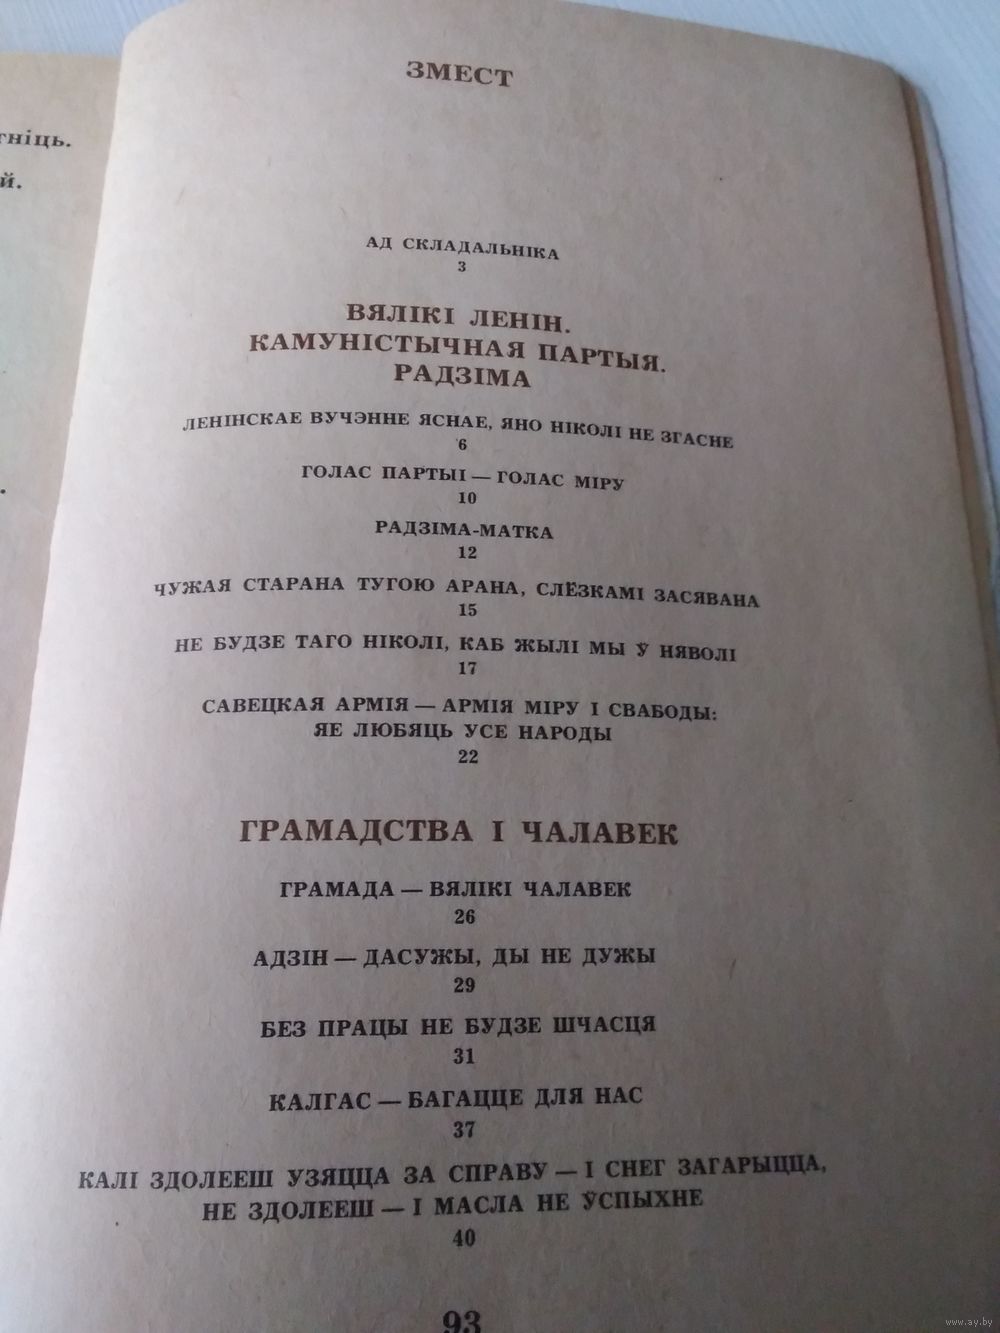 тніць.
й.
ЗМЕСТ
АД СКЛАДАЛЬНІКА
3
ВЯЛІКІ ЛЕНІН.
КАМУНІСТЫЧНАЯ ПАРТЫЯ.
РАДЗІМА
ЛЕНІНСКАЕ ВУЧЭННЕ ЯСНАЕ, ЯНО НІКОЛІ НЕ ЗГАСНЕ
6
ГОЛАС ПАРТЫІ — ГОЛАС МІРУ
10
РАДЗІМА-МАТКА
12
ЧУЖАЯ СТАРАНА ТУГОЮ АРАНА, СЛЁЗКАМІ ЗАСЯВАНА
15
НЕ БУДЗЕ ТАГО НІКОЛІ, КАБ ЖЫЛІ МЫ Ў НЯВОЛІ
17
САВЕЦКАЯ АРМІЯ — АРМІЯ МІРУ І СВАБОДЫ:
ЯЕ ЛЮБЯЦЬ УСЕ НАРОДЫ
22
ГРАМАДСТВА І ЧАЛАВЕК
ГРАМАДА — ВЯЛІКІ ЧАЛАВЕК
26
АДЗІН — ДАСУЖЫ, ДЫ НЕ ДУЖЫ
29
БЕЗ ПРАЦЫ НЕ БУДЗЕ ШЧАСЦЯ
31
КАЛГАС — БАГАЦЦЕ ДЛЯ НАС
37
КАЛІ ЗДОЛЕЕШ УЗЯЦЦА ЗА СПРАВУ — І СНЕГ ЗАГАРЫЦЦА,
НЕ ЗДОЛЕЕШ — І МАСЛА НЕ ЎСПЫХНЕ
40
93
www.ay.by